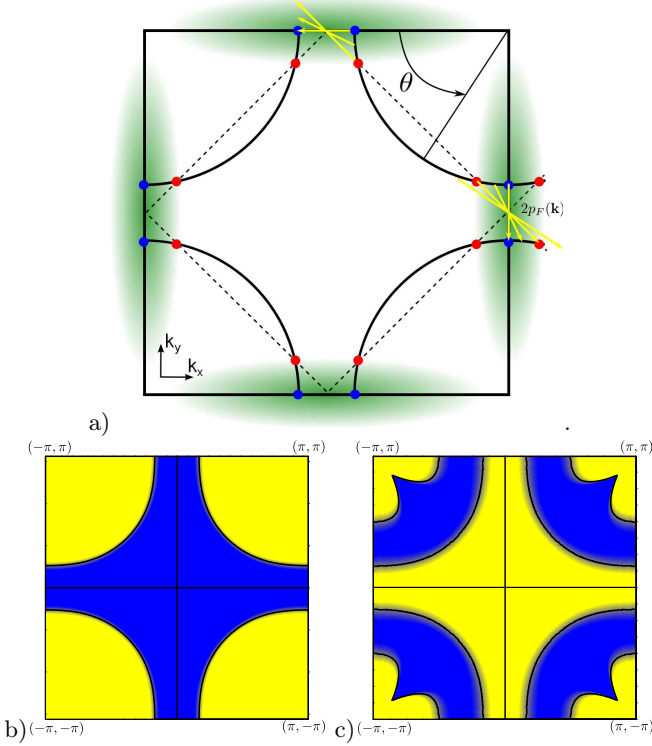 θ
2p_F(𝐤)
k_y
k_x
a)
.
(−π, π)
(π, π)
(−π, π)
(π, π)
b)
(−π, −π)
(π, −π)
c)
(−π, −π)
(π, −π)